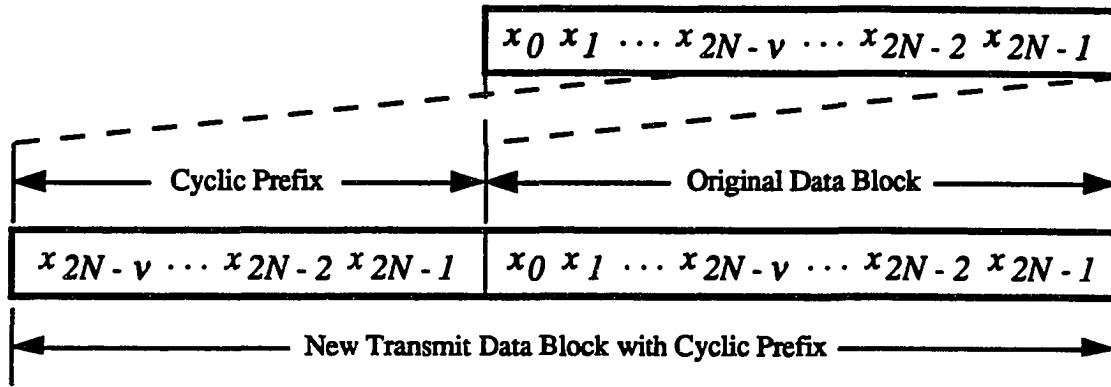 x0 x1 ··· x2N - ν ··· x2N - 2 x2N - 1
Cyclic Prefix Original Data Block
x2N - ν ··· x2N - 2 x2N - 1 x0 x1 ··· x2N - ν ··· x2N - 2 x2N - 1
New Transmit Data Block with Cyclic Prefix